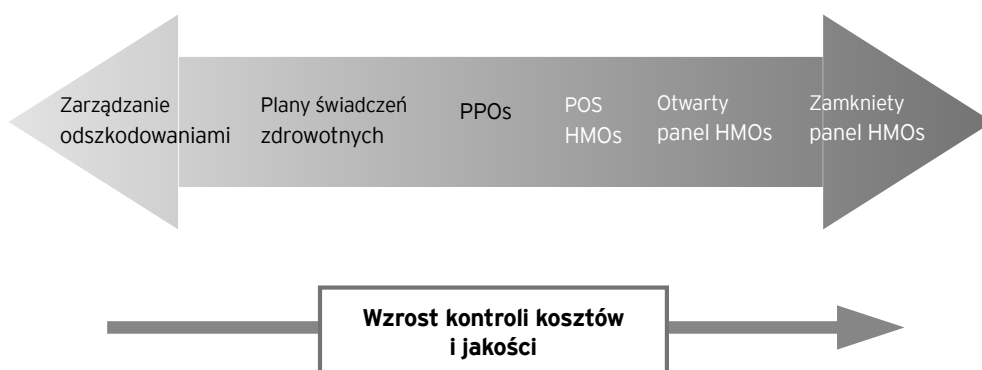 Zarządzanie
odszkodowaniami
Plany świadczeń
zdrowotnych
PPOs
POS
HMOs
Otwarty
panel HMOs
Zamkniety
panel HMOs
Wzrost kontroli kosztów
i jakości